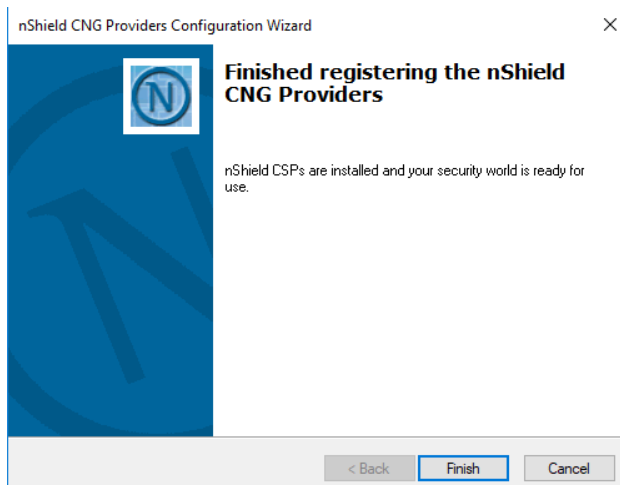 nShield CNG Providers Configuration Wizard
N
Finished registering the nShield
CNG Providers
nShield CSPs are installed and your security world is ready for
use.
< Back
Finish
Cancel